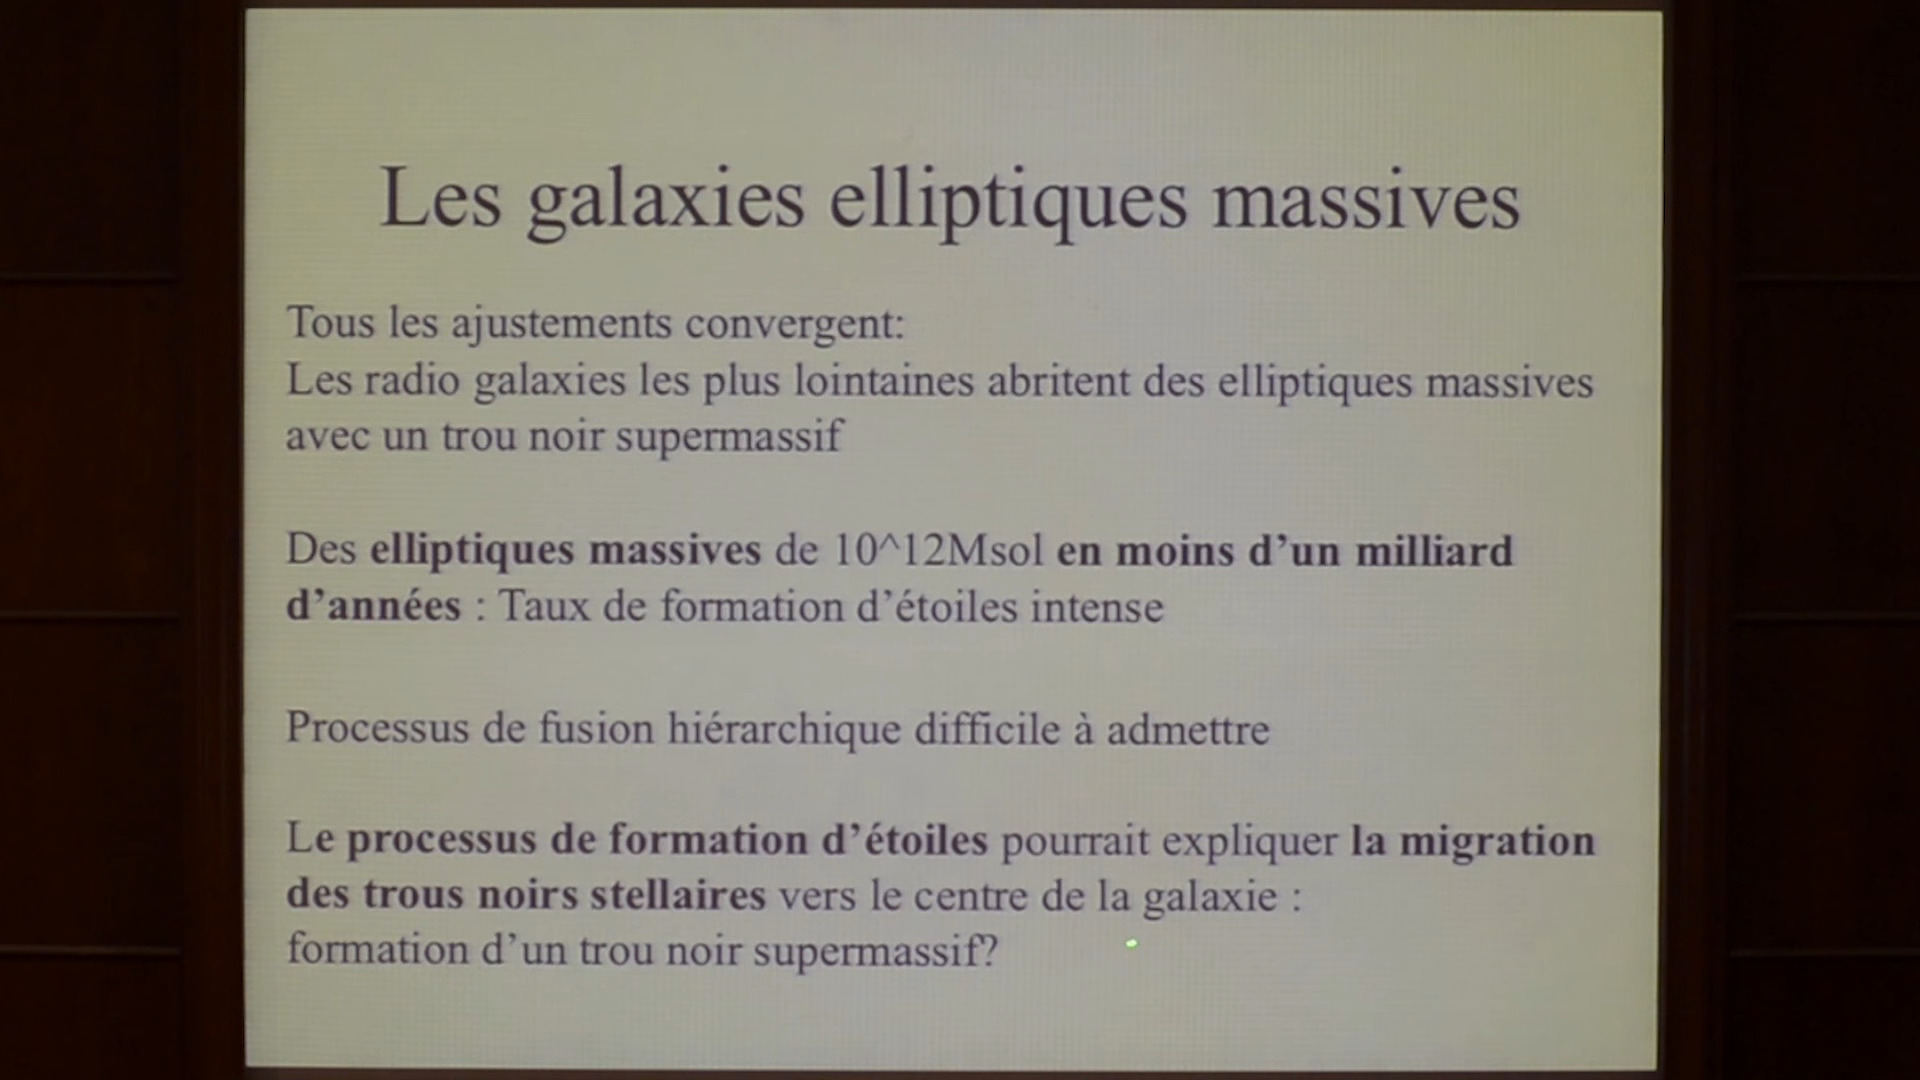 Les galaxies elliptiques massives
Tous les ajustements convergent:
Les radio galaxies les plus lointaines abritent des elliptiques massives
avec un trou noir supermassif
Des elliptiques massives de 10^12Msol en moins d’un milliard
d’années : Taux de formation d’étoiles intense
Processus de fusion hiérarchique difficile à admettre
Le processus de formation d’étoiles pourrait expliquer la migration
des trous noirs stellaires vers le centre de la galaxie :
formation d’un trou noir supermassif?